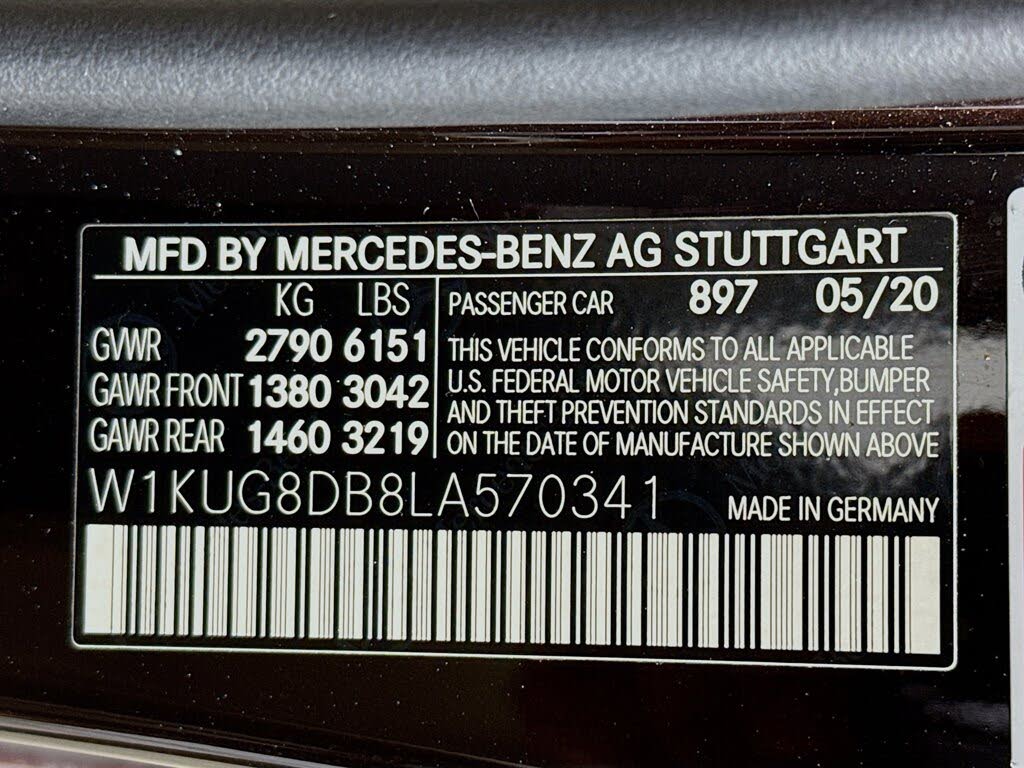 MFD BY MERCEDES-BENZ AG STUTTGART
KG LBS
GVWR 2790 6151
GAWR FRONT 1380 3042
GAWR REAR 1460 3219
PASSENGER CAR 897 05/20
THIS VEHICLE CONFORMS TO ALL APPLICABLE
U.S. FEDERAL MOTOR VEHICLE SAFETY,BUMPER
AND THEFT PREVENTION STANDARDS IN EFFECT
ON THE DATE OF MANUFACTURE SHOWN ABOVE
W1KUG8DB8LA570341
MADE IN GERMANY